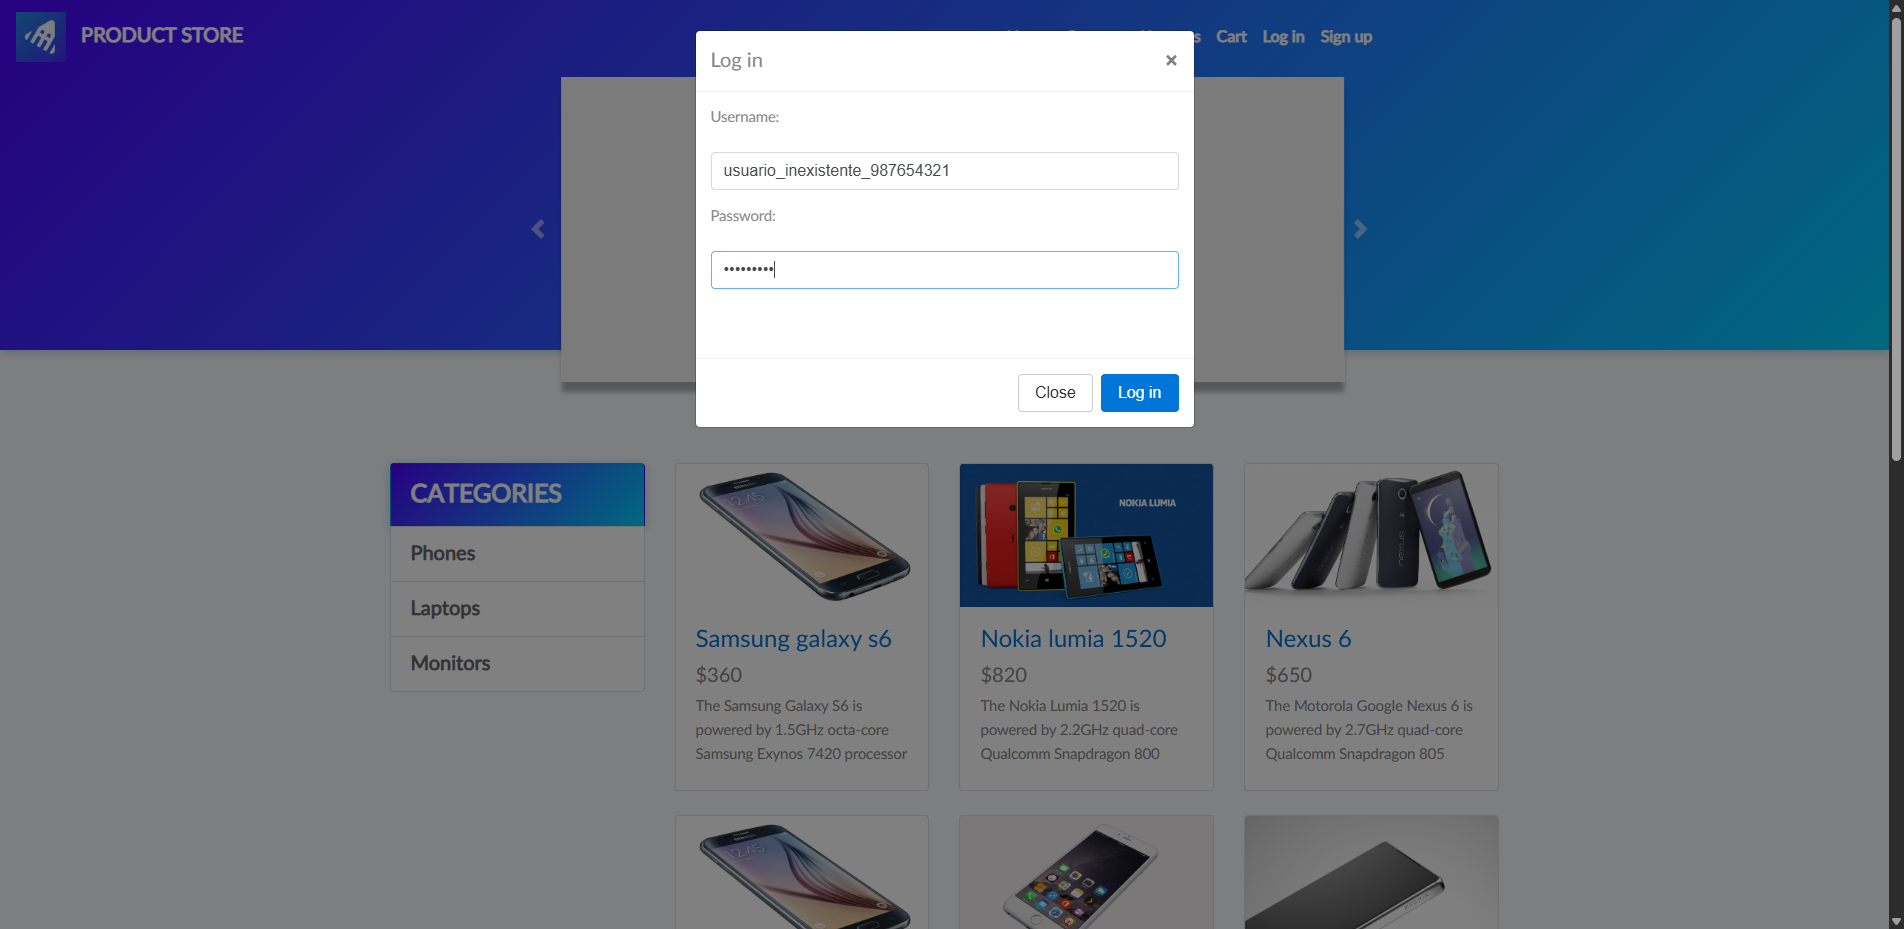 PRODUCT STORE
Cart
Log in
Sign up
Log in
×
Username:
usuario_inexistente_987654321
Password:
•••••••••
Close
Log in
CATEGORIES
Phones
Laptops
Monitors
NOKIA LUMIA
Samsung galaxy s6
$360
The Samsung Galaxy S6 is
powered by 1.5GHz octa-core
Samsung Exynos 7420 processor
Nokia lumia 1520
$820
The Nokia Lumia 1520 is
powered by 2.2GHz quad-core
Qualcomm Snapdragon 800
Nexus 6
$650
The Motorola Google Nexus 6 is
powered by 2.7GHz quad-core
Qualcomm Snapdragon 805